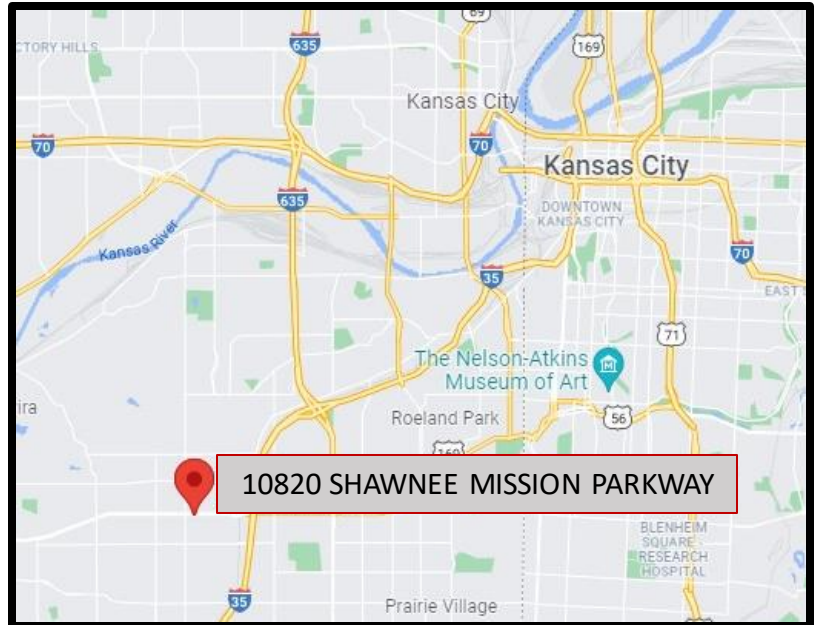 69
CTORY HILLS
635
169
Kansas City
70
70
Kansas City
635
DOWNTOWN
KANSAS CITY
Kansas River
70
35
EAST
71
The Nelson-Atkins
Museum of Art
ira
Roeland Park
56
169
10820 SHAWNEE MISSION PARKWAY
BLENHEIM
SQUARE -
RESEARCH
HOSPITAL
35
Prairie Village